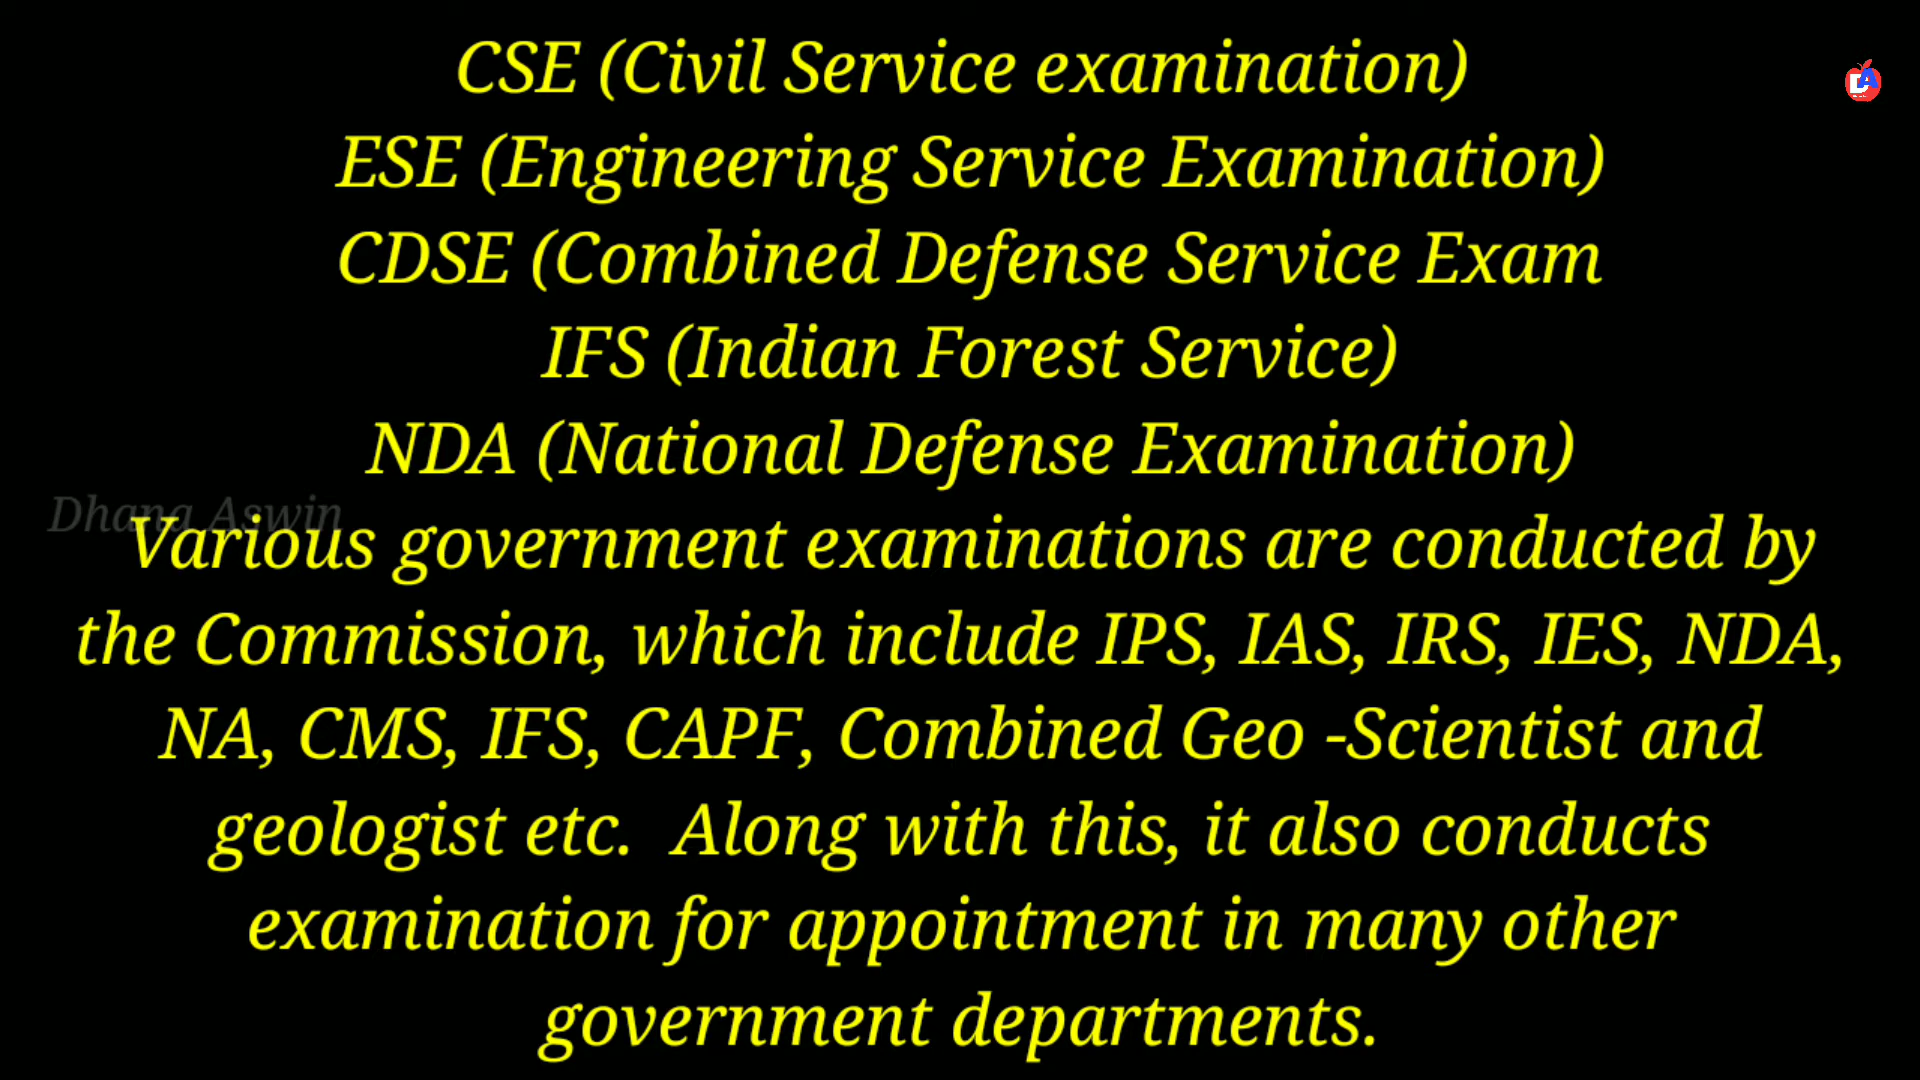 CSE (Civil Service examination)
ESE (Engineering Service Examination)
CDSE (Combined Defense Service Exam
IFS (Indian Forest Service)
NDA (National Defense Examination)
Dhana Aswin
Various government examinations are conducted by
the Commission, which include IPS, IAS, IRS, IES, NDA,
NA, CMS, IFS, CAPF, Combined Geo -Scientist and
geologist etc.  Along with this, it also conducts
examination for appointment in many other
government departments.
DA